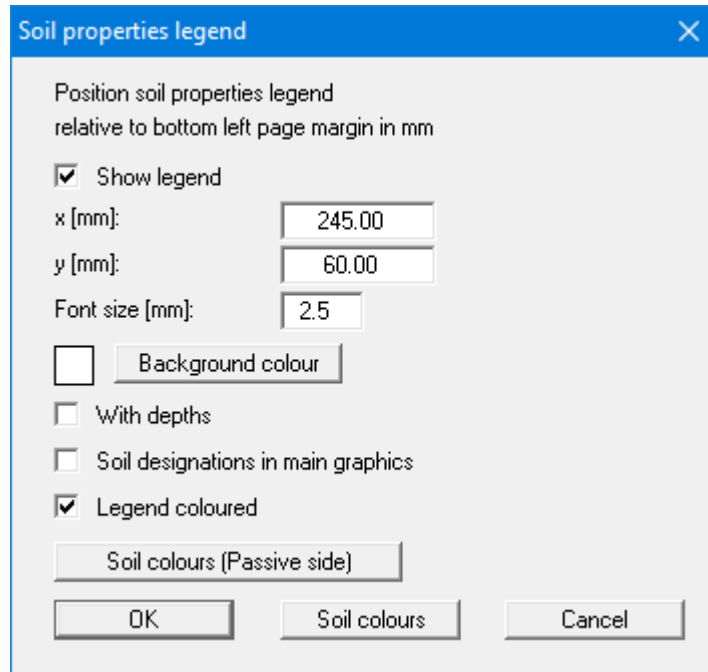 Soil properties legend
Position soil properties legend
relative to bottom left page margin in mm
Show legend
x [mm]: 245.00
y [mm]: 60.00
Font size [mm]: 2.5
Background colour
With depths
Soil designations in main graphics
Legend coloured
Soil colours (Passive side)
OK Soil colours Cancel